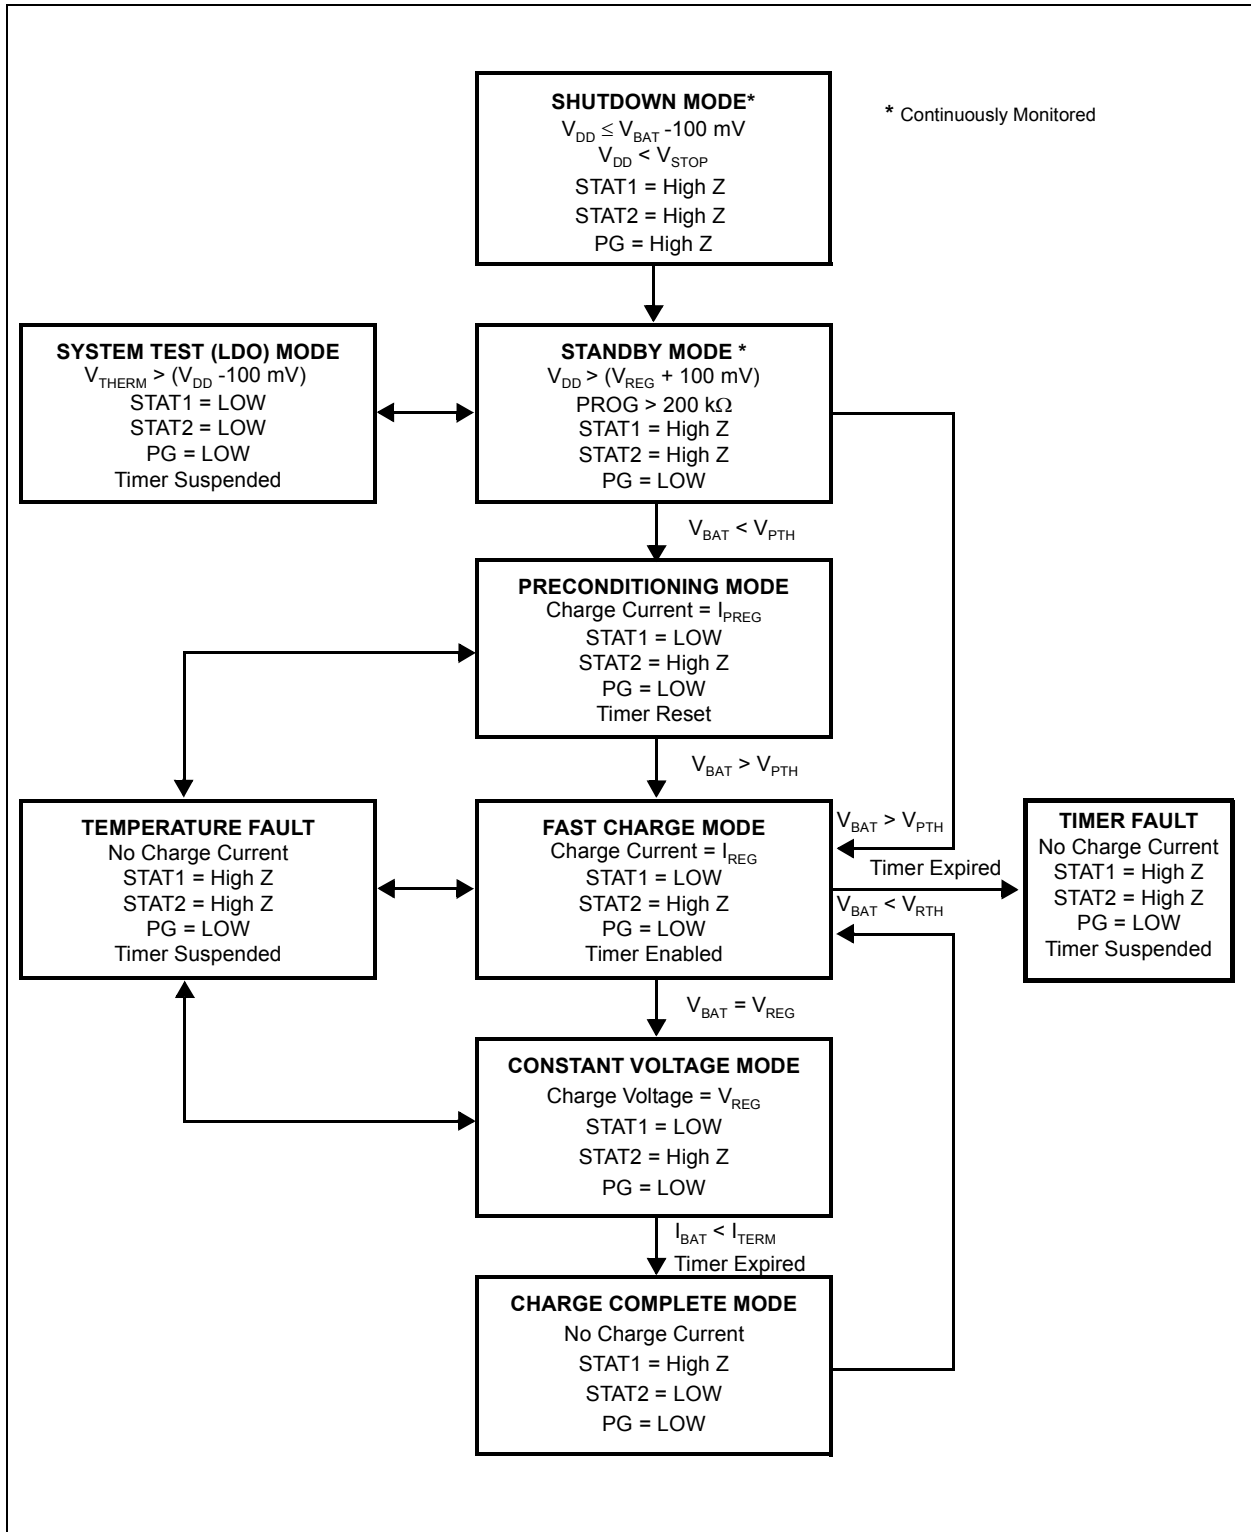 SHUTDOWN MODE*
V_DD ≤ V_BAT -100 mV
V_DD < V_STOP
STAT1 = High Z
STAT2 = High Z
PG = High Z
* Continuously Monitored
SYSTEM TEST (LDO) MODE
V_THERM > (V_DD -100 mV)
STAT1 = LOW
STAT2 = LOW
PG = LOW
Timer Suspended
STANDBY MODE *
V_DD > (V_REG + 100 mV)
PROG > 200 kΩ
STAT1 = High Z
STAT2 = High Z
PG = LOW
V_BAT < V_PTH
PRECONDITIONING MODE
Charge Current = I_PREG
STAT1 = LOW
STAT2 = High Z
PG = LOW
Timer Reset
V_BAT > V_PTH
TEMPERATURE FAULT
No Charge Current
STAT1 = High Z
STAT2 = High Z
PG = LOW
Timer Suspended
FAST CHARGE MODE
Charge Current = I_REG
STAT1 = LOW
STAT2 = High Z
PG = LOW
Timer Enabled
V_BAT > V_PTH
Timer Expired
V_BAT < V_RTH
TIMER FAULT
No Charge Current
STAT1 = High Z
STAT2 = High Z
PG = LOW
Timer Suspended
V_BAT = V_REG
CONSTANT VOLTAGE MODE
Charge Voltage = V_REG
STAT1 = LOW
STAT2 = High Z
PG = LOW
I_BAT < I_TERM
Timer Expired
CHARGE COMPLETE MODE
No Charge Current
STAT1 = High Z
STAT2 = LOW
PG = LOW